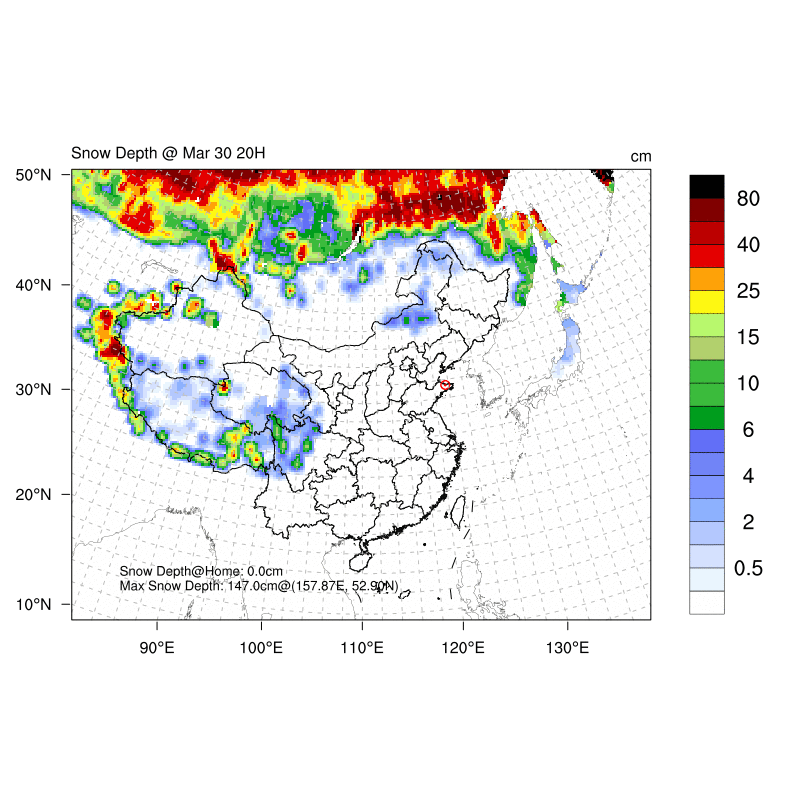 Snow Depth @ Mar 30 20H
cm
50°N
40°N
30°N
20°N
10°N
90°E
100°E
110°E
120°E
130°E
80
40
25
15
10
6
4
2
0.5
Snow Depth@Home: 0.0cm
Max Snow Depth: 147.0cm@(157.87E, 52.90N)